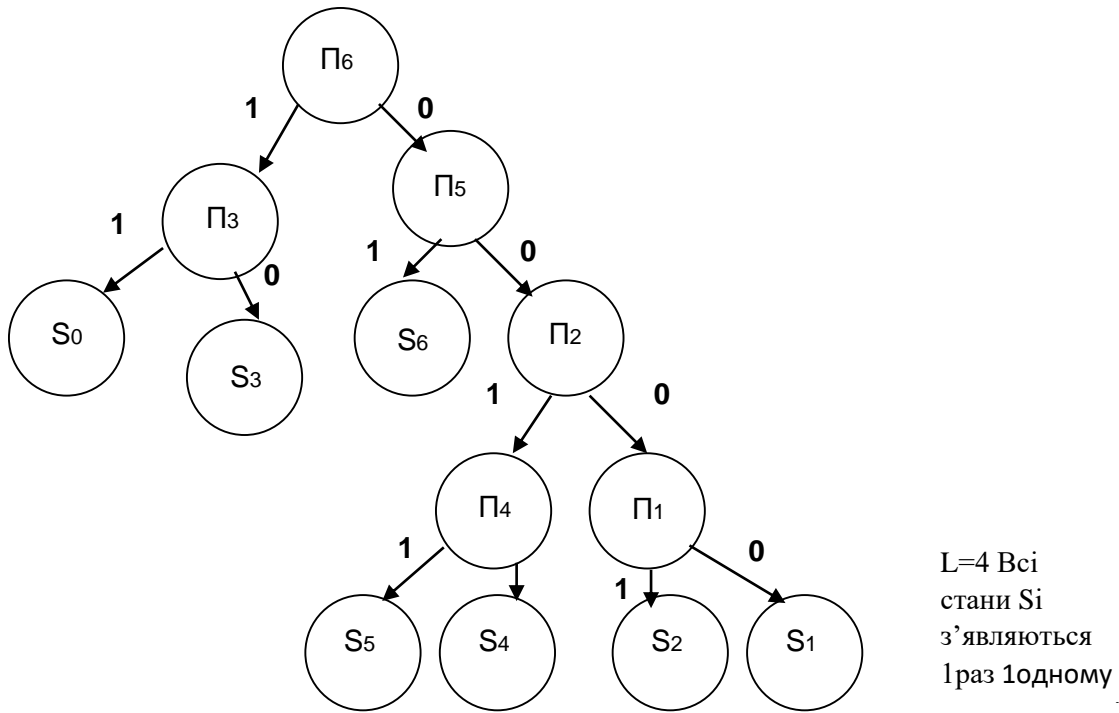 П6
1 0
П5
П3
1 1 0
0
S0 S6 П2
S3
1 0
П4 П1
1 0
1
S5 S4 S2 S1
L=4 Всі
стани Si
з’являються
1раз 1одному